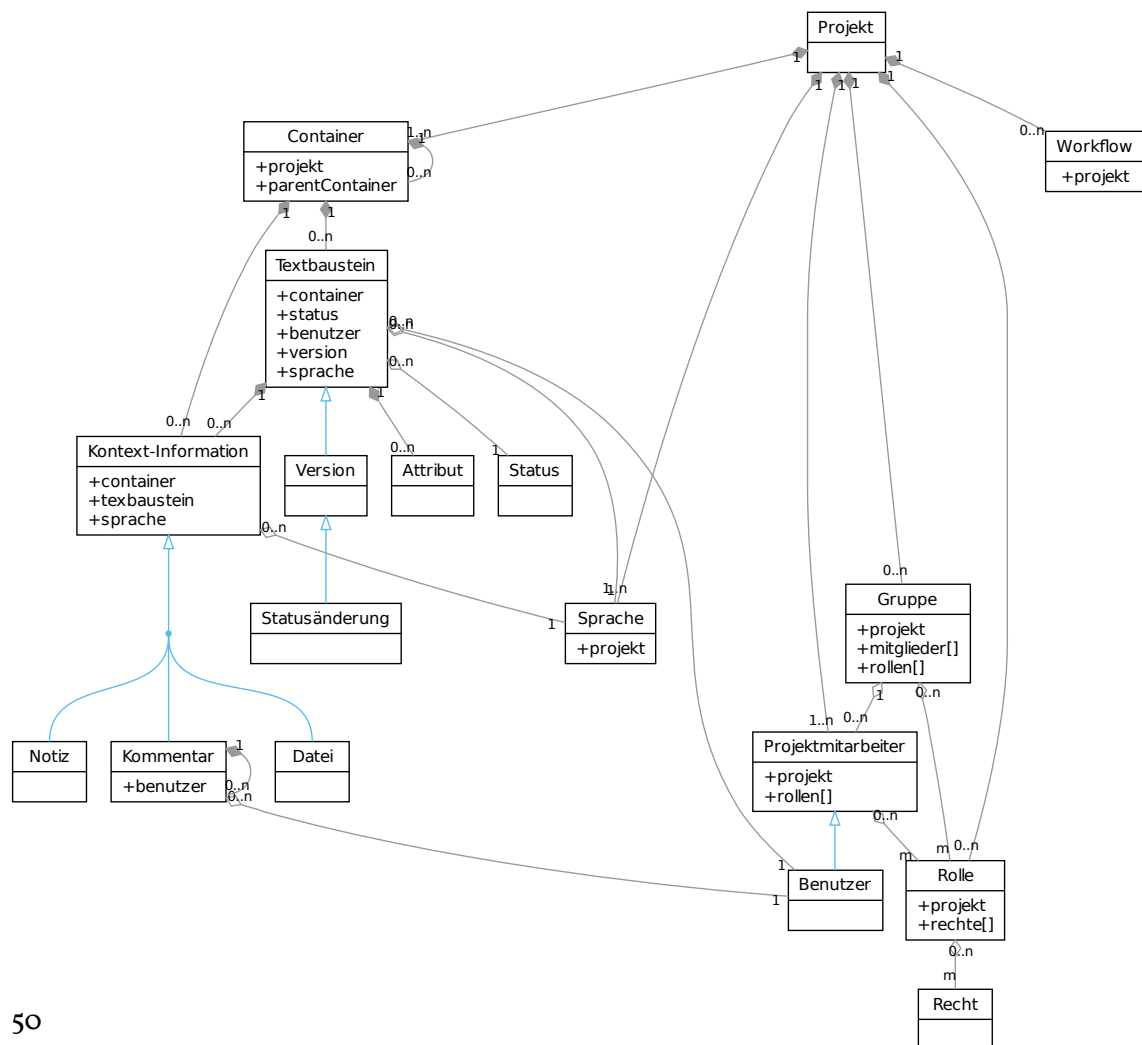 Projekt
1
1
1
1
1
1
1..n
1
0..n
0..n
Workflow
+projekt
Container
+projekt
+parentContainer
0..n
1
1
0..n
Textbaustein
+container
+status
+benutzer
+version
+sprache
0..n
0..n
0..n
1
1
0..n
0..n
0..n
1
Kontext-Information
+container
+texbaustein
+sprache
0..n
Version
Attribut
Status
Statusänderung
1
1
1..n
Sprache
+projekt
0..n
Gruppe
+projekt
+mitglieder[]
+rollen[]
1
0..n
1..n
0..n
Projektmitarbeiter
+projekt
+rollen[]
0..n
m
m
0..n
Notiz
Kommentar
+benutzer
1
0..n
0..n
Datei
1
1
Benutzer
Rolle
+projekt
+rechte[]
0..n
m
Recht
50